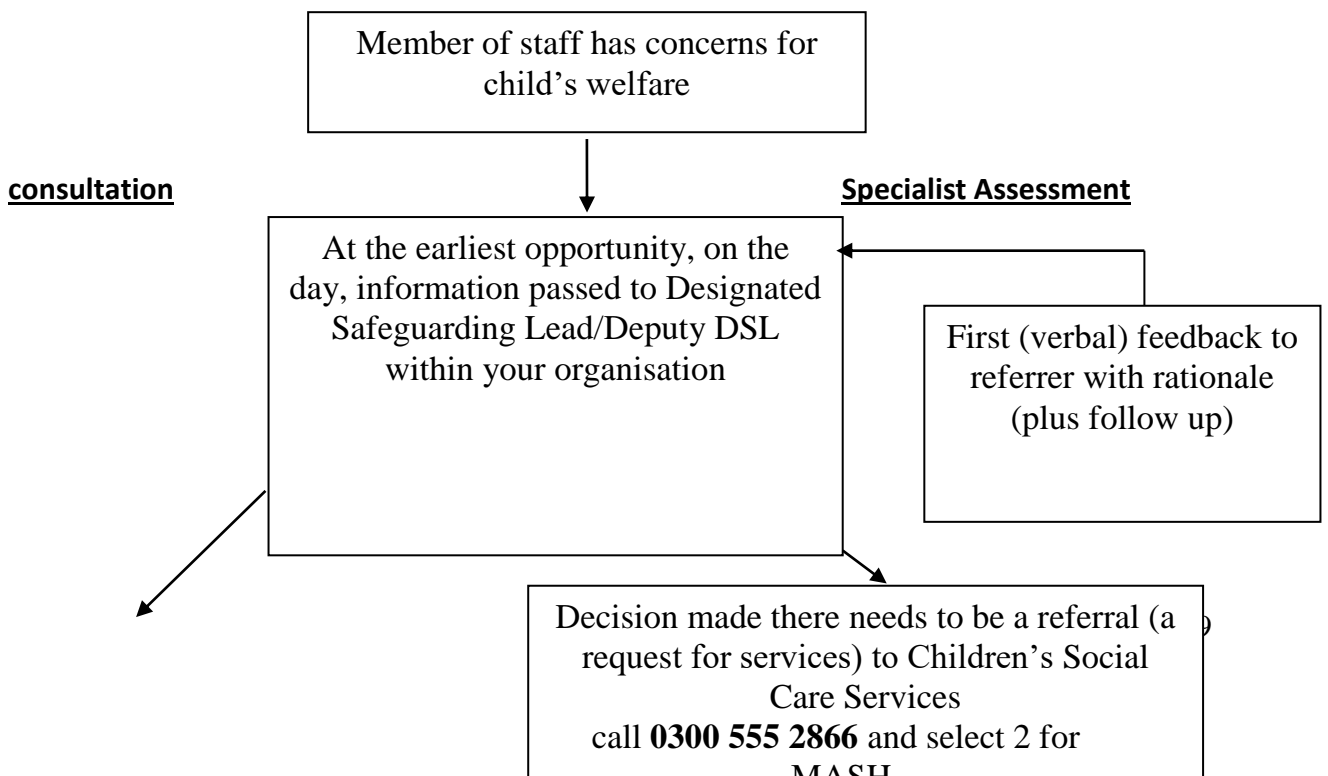 Member of staff has concerns for
child’s welfare
consultation
Specialist Assessment
At the earliest opportunity, on the
day, information passed to Designated
Safeguarding Lead/Deputy DSL
within your organisation
First (verbal) feedback to
referrer with rationale
(plus follow up)
Decision made there needs to be a referral (a
request for services) to Children’s Social
Care Services
call 0300 555 2866 and select 2 for
MASH